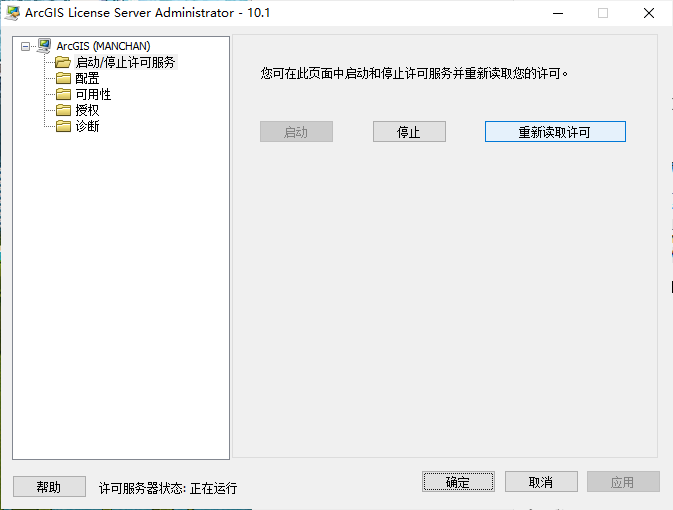 ArcGIS License Server Administrator - 10.1
ArcGIS (MANCHAN)
启动/停止许可服务
配置
可用性
授权
诊断
您可在此页面中启动和停止许可服务并重新读取您的许可。
启动
停止
重新读取许可
帮助
许可服务器状态: 正在运行
确定
取消
应用